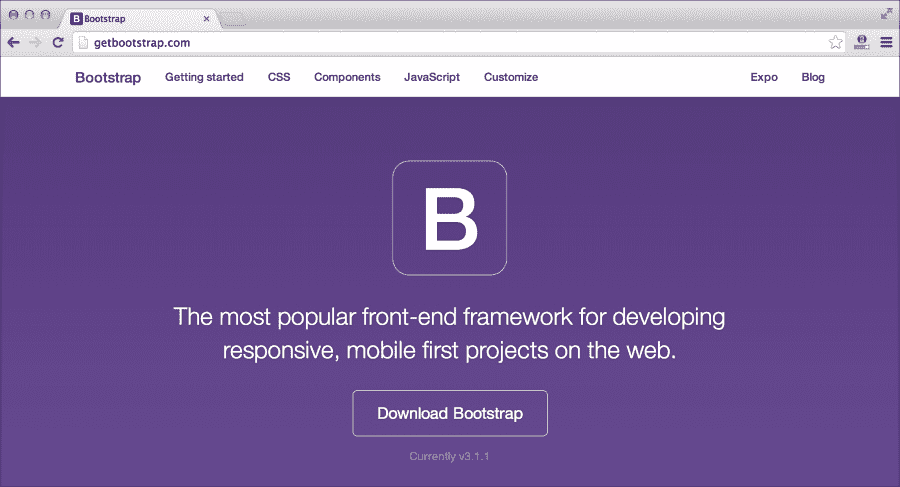 B Bootstrap
getbootstrap.com
Bootstrap Getting started CSS Components JavaScript Customize Expo Blog
B
The most popular front-end framework for developing
responsive, mobile first projects on the web.
Download Bootstrap
Currently v3.1.1